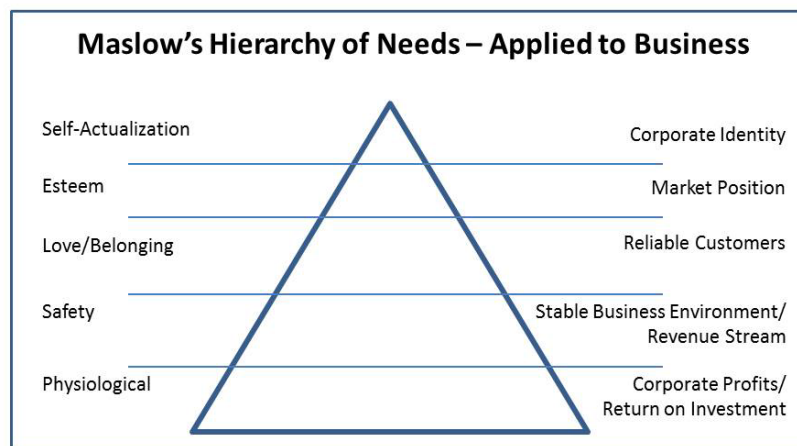 Maslow’s Hierarchy of Needs – Applied to Business
Self-Actualization
Corporate Identity
Esteem
Market Position
Love/Belonging
Reliable Customers
Safety
Stable Business Environment/
Revenue Stream
Physiological
Corporate Profits/
Return on Investment